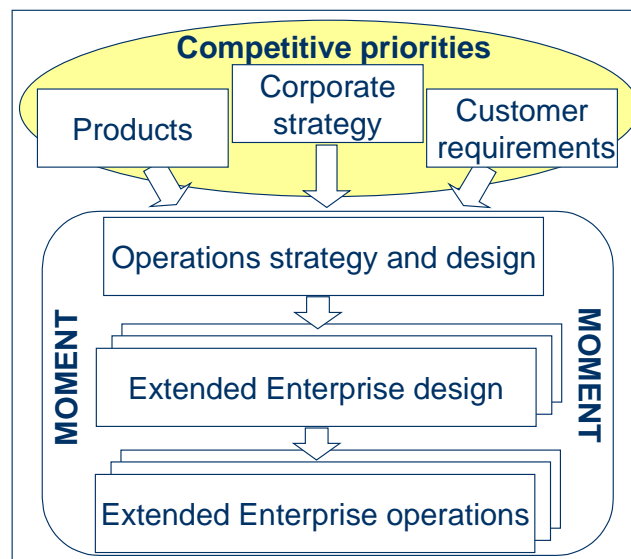 Competitive priorities
Products
Corporate
strategy
Customer
requirements
Operations strategy and design
MOMENT
MOMENT
Extended Enterprise design
Extended Enterprise operations